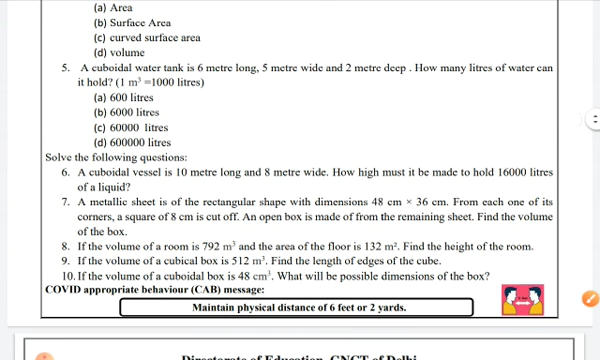 (a) Area
(b) Surface Area
(c) curved surface area
(d) volume
5. A cuboidal water tank is 6 metre long, 5 metre wide and 2 metre deep . How many litres of water can
it hold? (1 m³ =1000 litres)
(a) 600 litres
(b) 6000 litres
(c) 60000 litres
(d) 600000 litres
Solve the following questions:
6. A cuboidal vessel is 10 metre long and 8 metre wide. How high must it be made to hold 16000 litres
of a liquid?
7. A metallic sheet is of the rectangular shape with dimensions 48 cm × 36 cm. From each one of its
corners, a square of 8 cm is cut off. An open box is made of from the remaining sheet. Find the volume
of the box.
8. If the volume of a room is 792 m³ and the area of the floor is 132 m². Find the height of the room.
9. If the volume of a cubical box is 512 m³. Find the length of edges of the cube.
10. If the volume of a cuboidal box is 48 cm³. What will be possible dimensions of the box?
COVID appropriate behaviour (CAB) message:
Maintain physical distance of 6 feet or 2 yards.
Directorate of Education, GNCT of Delhi